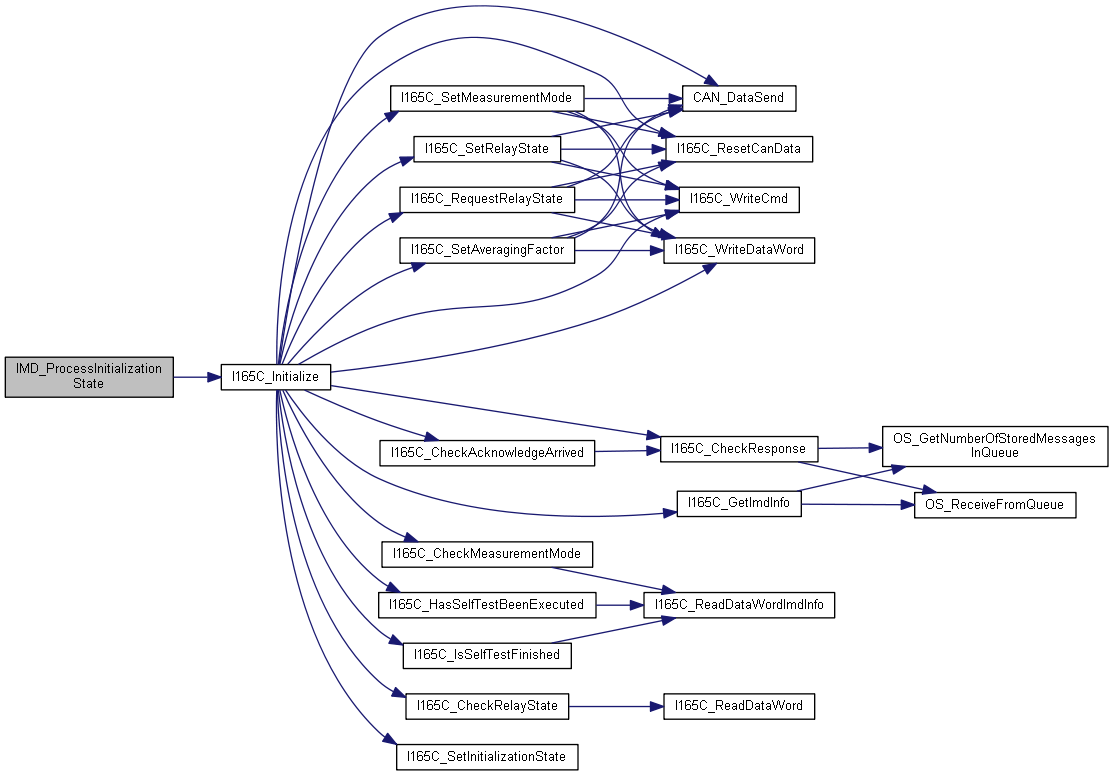 CAN_DataSend
I165C_SetMeasurementMode
I165C_SetRelayState
I165C_ResetCanData
I165C_RequestRelayState
I165C_WriteCmd
I165C_SetAveragingFactor
I165C_WriteDataWord
IMD_ProcessInitialization
State
I165C_Initialize
I165C_CheckAcknowledgeArrived
I165C_CheckResponse
OS_GetNumberOfStoredMessages
InQueue
I165C_GetImdInfo
OS_ReceiveFromQueue
I165C_CheckMeasurementMode
I165C_HasSelfTestBeenExecuted
I165C_ReadDataWordImdInfo
I165C_IsSelfTestFinished
I165C_CheckRelayState
I165C_ReadDataWord
I165C_SetInitializationState